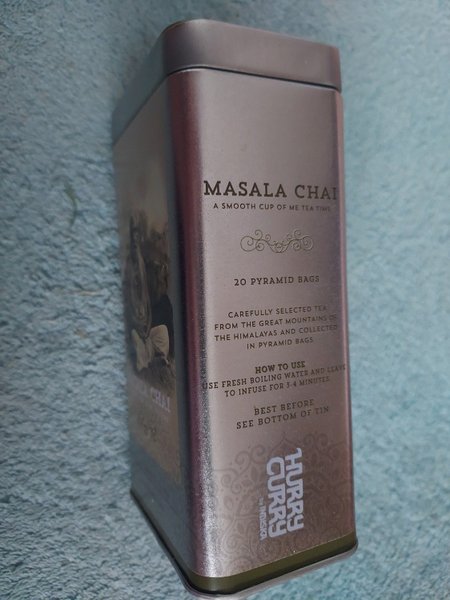 MASALA CHAI
A SMOOTH CUP OF ME TEA TIME
20 PYRAMID BAGS
CAREFULLY SELECTED TEA
FROM THE GREAT MOUNTAINS OF
THE HIMALAYAS AND COLLECTED
IN PYRAMID BAGS
HOW TO USE
USE FRESH BOILING WATER AND LEAVE
TO INFUSE FOR 3-4 MINUTES
BEST BEFORE
SEE BOTTOM OF TIN
HURRY
CURRY
CHAI